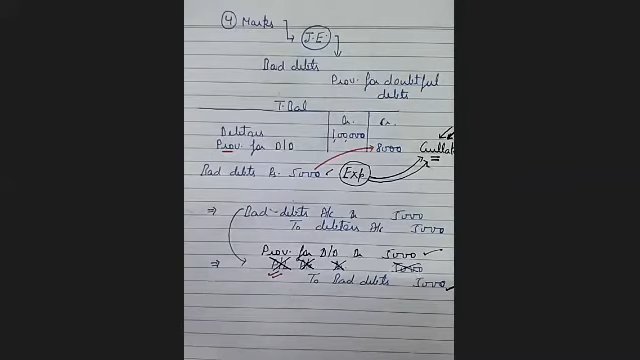 4 Marks
J.E.
Bad debts
Prov. for doubtful debts
T. Bal
Dr. Cr.
Debtors 1,00,000
Prov. for D/D 8000 Gullak
Bad debts Rs. 5000 Exp
⇒ Bad debts A/c Dr 5000
To debtors A/c 5000
Prov. for D/D Dr 5000
⇒
To Bad debts 5000